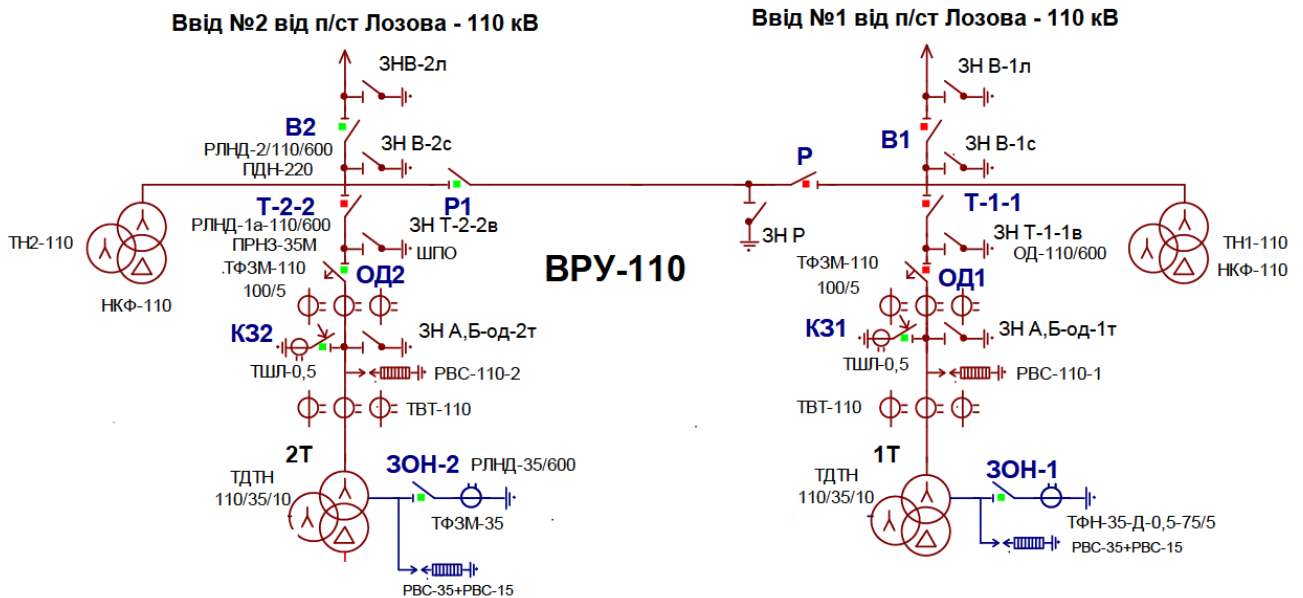 Ввід №2 від п/ст Лозова - 110 кВ
Ввід №1 від п/ст Лозова - 110 кВ
ЗНВ-2л
ЗН В-1л
В2
РЛНД-2/110/600
ПДН-220
ЗН В-2с
Р
В1
ЗН В-1с
Т-2-2
РЛНД-1а-110/600
ПРНЗ-35М
Р1
ЗН Т-2-2в
ШПО
ЗН Р
Т-1-1
ЗН Т-1-1в
ОД-110/600
ТН2-110
НКФ-110
ТН1-110
НКФ-110
.ТФЗМ-110
100/5
ОД2
ВРУ-110
ТФЗМ-110
100/5
ОД1
КЗ2
ТШЛ-0,5
ЗН А,Б-од-2т
КЗ1
ТШЛ-0,5
ЗН А,Б-од-1т
РВС-110-2
РВС-110-1
ТВТ-110
ТВТ-110
2Т
ТДТН
110/35/10
ЗОН-2
РЛНД-35/600
ТФЗМ-35
РВС-35+РВС-15
1Т
ТДТН
110/35/10
ЗОН-1
ТФН-35-Д-0,5-75/5
РВС-35+РВС-15